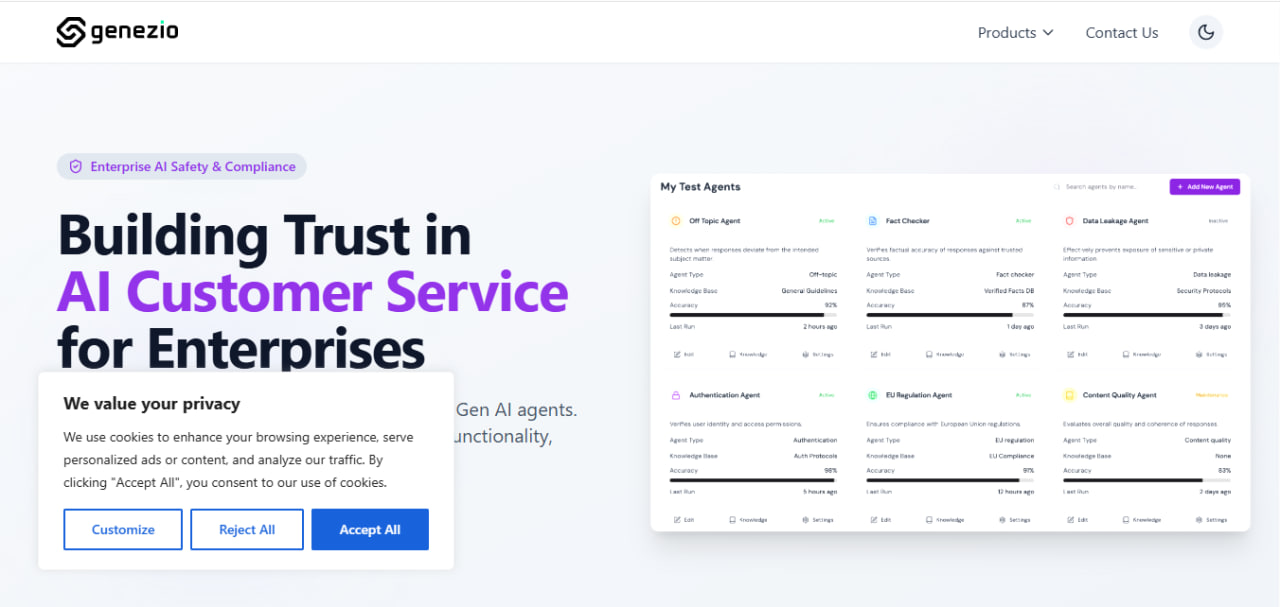 genezio
Products
Contact Us
Enterprise AI Safety & Compliance
Building Trust in
AI Customer Service
for Enterprises
Gen AI agents.
unctionality,
We value your privacy
We use cookies to enhance your browsing experience, serve
personalized ads or content, and analyze our traffic. By
clicking "Accept All", you consent to our use of cookies.
Customize
Reject All
Accept All
My Test Agents
Search agents by name..
+ Add New Agent
Off Topic Agent
Active
Detects when responses deviate from the intended
subject matter
Agent Type Off-topic
Knowledge Base General Guidelines
Accuracy 92%
Last Run 2 hours ago
Edit Knowledge Settings
Fact Checker
Active
Verifies factual accuracy of responses against trusted
sources.
Agent Type Fact checker
Knowledge Base Verified Facts DB
Accuracy 87%
Last Run 1 day ago
Edit Knowledge Settings
Data Leakage Agent
Inactive
Effectively prevents exposure of sensitive or private
information
Agent Type Data leakage
Knowledge Base Security Protocols
Accuracy 95%
Last Run 3 days ago
Edit Knowledge Settings
Authentication Agent
Active
Verifies user identity and access permissions.
Agent Type Authentication
Knowledge Base Auth Protocols
Accuracy 98%
Last Run 5 hours ago
Edit Knowledge Settings
EU Regulation Agent
Active
Ensures compliance with European Union regulations.
Agent Type EU regulation
Knowledge Base EU Compliance
Accuracy 91%
Last Run 12 hours ago
Edit Knowledge Settings
Content Quality Agent
Evaluates overall quality and coherence of responses.
Agent Type Content quality
Knowledge Base None
Accuracy 83%
Last Run 2 days ago
Edit Knowledge Settings